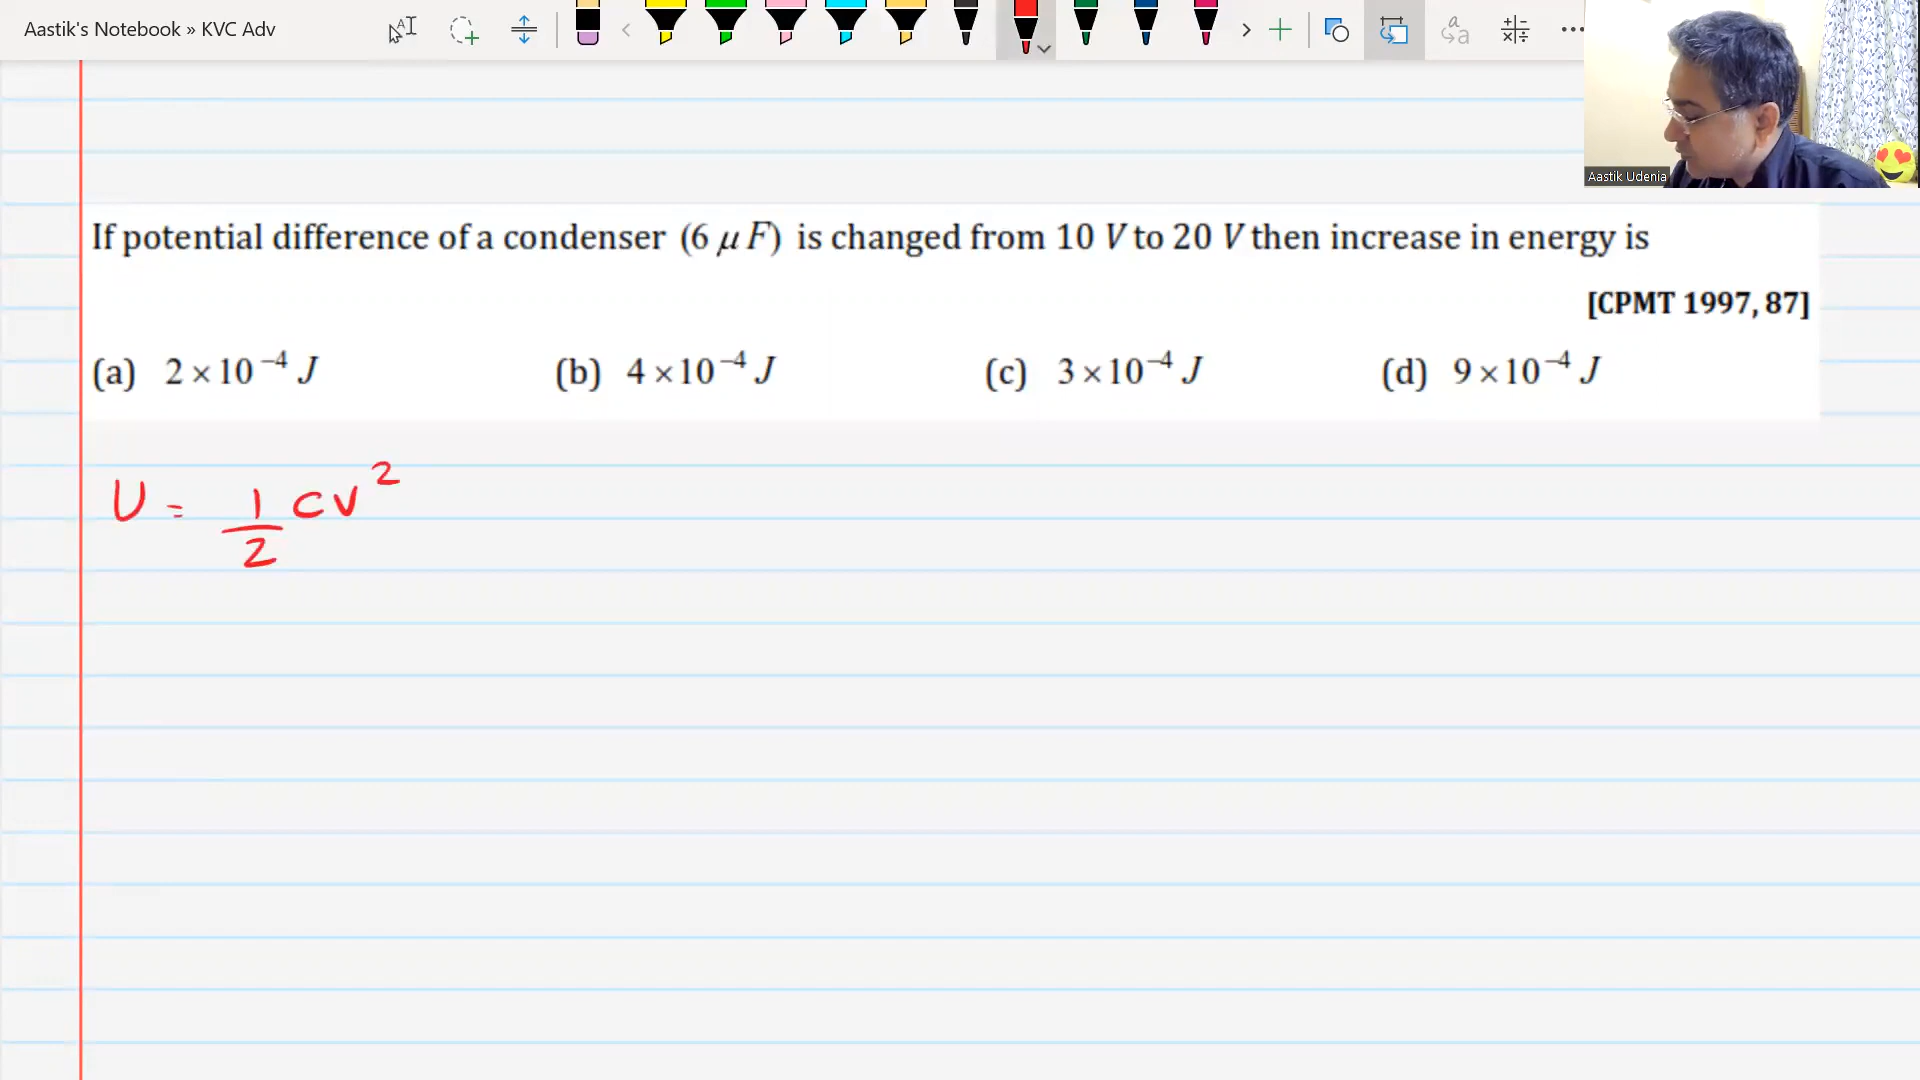 Aastik's Notebook » KVC Adv
Aastik Udenia
If potential difference of a condenser (6 μF) is changed from 10 V to 20 V then increase in energy is
[CPMT 1997, 87]
(a) 2 × 10⁻⁴ J (b) 4 × 10⁻⁴ J (c) 3 × 10⁻⁴ J (d) 9 × 10⁻⁴ J
U = 1/2 CV²